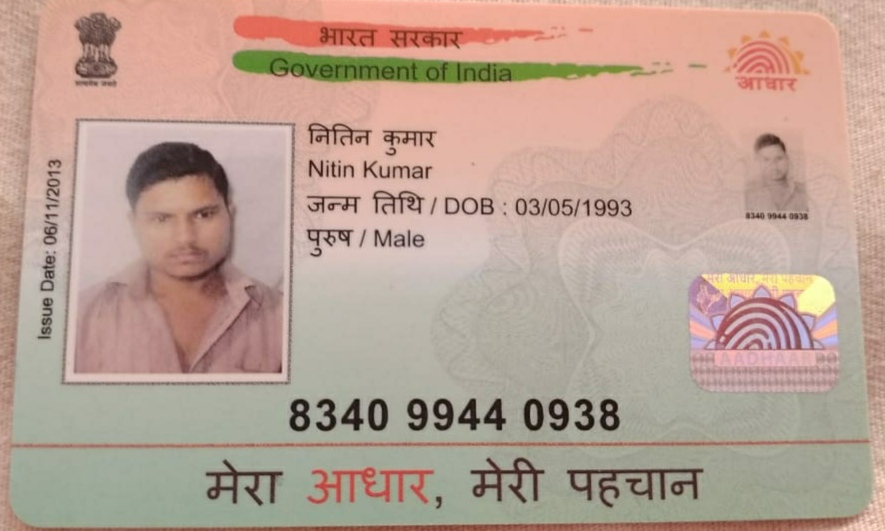 भारत सरकार
Government of India
सत्यमेव जयते
आधार
Issue Date: 06/11/2013
नितिन कुमार
Nitin Kumar
जन्म तिथि / DOB : 03/05/1993
पुरुष / Male
8340 9944 0938
मेरा आधार, मेरी पहचान
AADHAAR
8340 9944 0938
मेरा आधार, मेरी पहचान